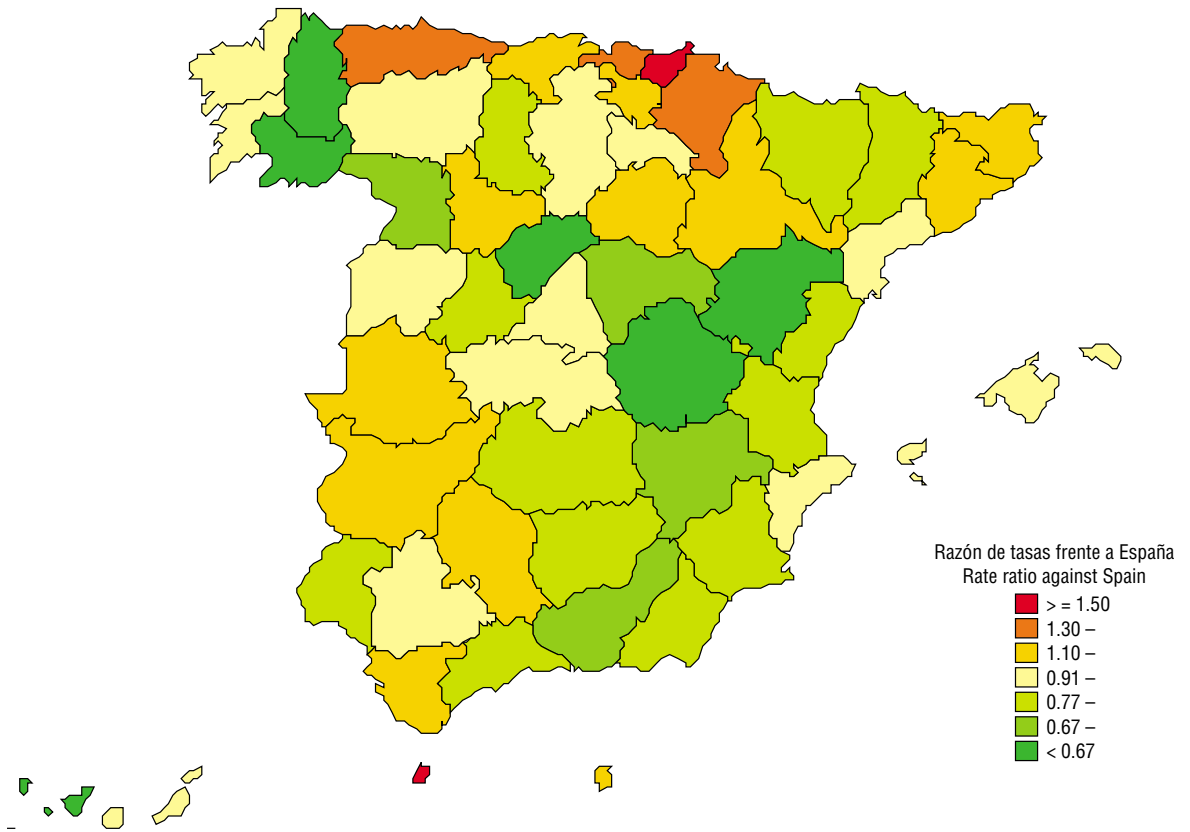 Razón de tasas frente a España
Rate ratio against Spain
> = 1.50
1.30 –
1.10 –
0.91 –
0.77 –
0.67 –
< 0.67